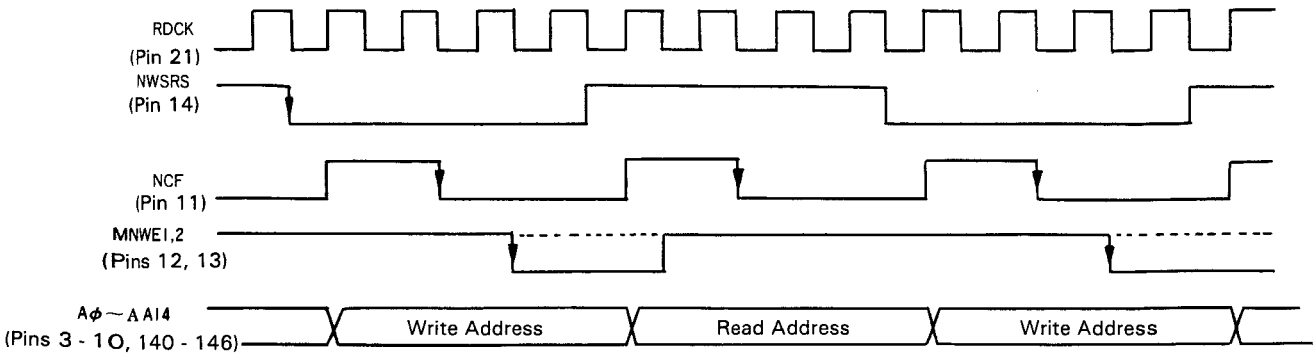 RDCK
(Pin 21)
NWSRS
(Pin 14)
NCF
(Pin 11)
MNWE1,2
(Pins 12, 13)
Aϕ~AA14
(Pins 3 - 10, 140 - 146)
Write Address
Read Address
Write Address